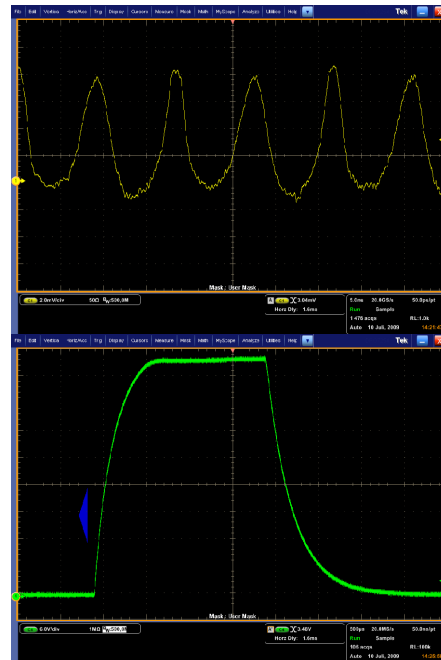 File Edit Vertical Horiz/Acq Trig Display Cursors Measure Mask Math MyScope Analyze Utilities Help Tek
Mask : User Mask
2.0mV/div 50Ω 3.04mV
Horz Dly: 1.6ms
5.0ns 20.0GS/s 50.0ps/pt
Run Sample
1 476 acqs RL:1.0k
Auto 16 Juli, 2009
File Edit Vertical Horiz/Acq Trig Display Cursors Measure Mask Math MyScope Analyze Utilities Help Tek
Mask : User Mask
6.0V/div 1MΩ 3.48V
Horz Dly: 1.6ms
Run Sample
106 acqs RL:100k
Auto 16 Juli, 2009